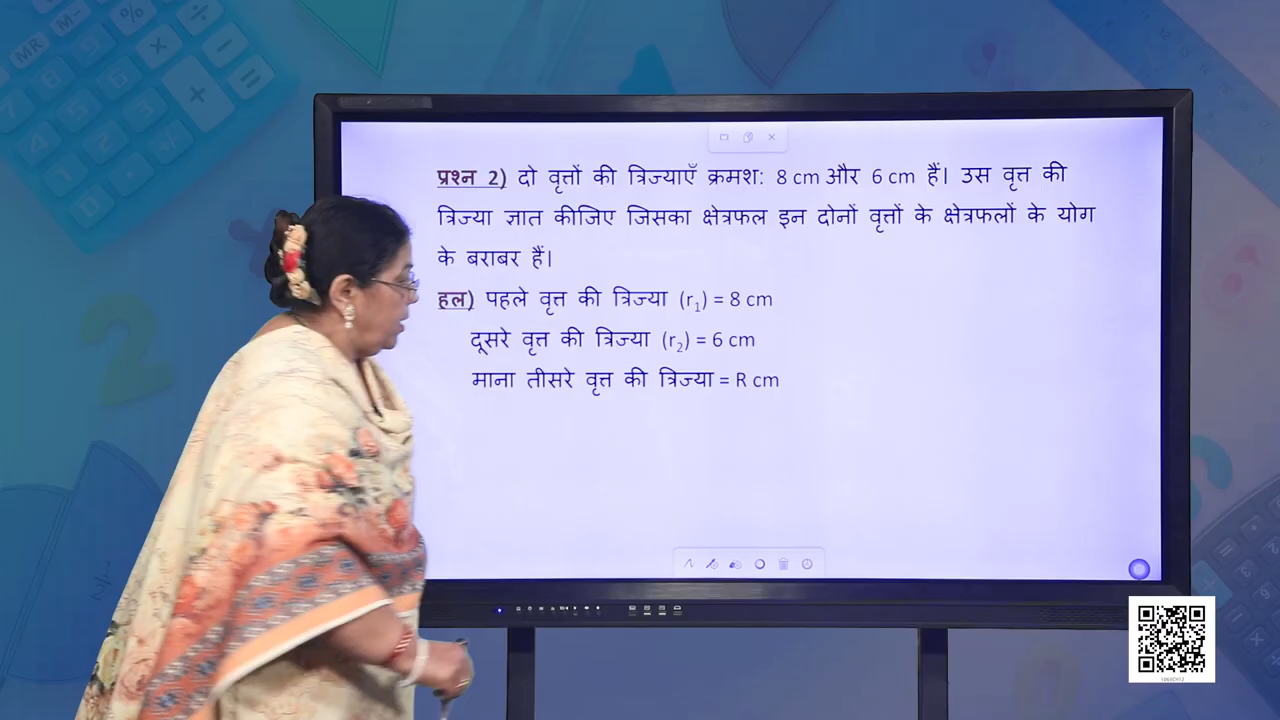 प्रश्न 2) दो वृत्तों की त्रिज्याएँ क्रमश: 8 cm और 6 cm हैं। उस वृत्त की
त्रिज्या ज्ञात कीजिए जिसका क्षेत्रफल इन दोनों वृत्तों के क्षेत्रफलों के योग
के बराबर हैं।
हल) पहले वृत्त की त्रिज्या (r₁) = 8 cm
दूसरे वृत्त की त्रिज्या (r₂) = 6 cm
माना तीसरे वृत्त की त्रिज्या = R cm